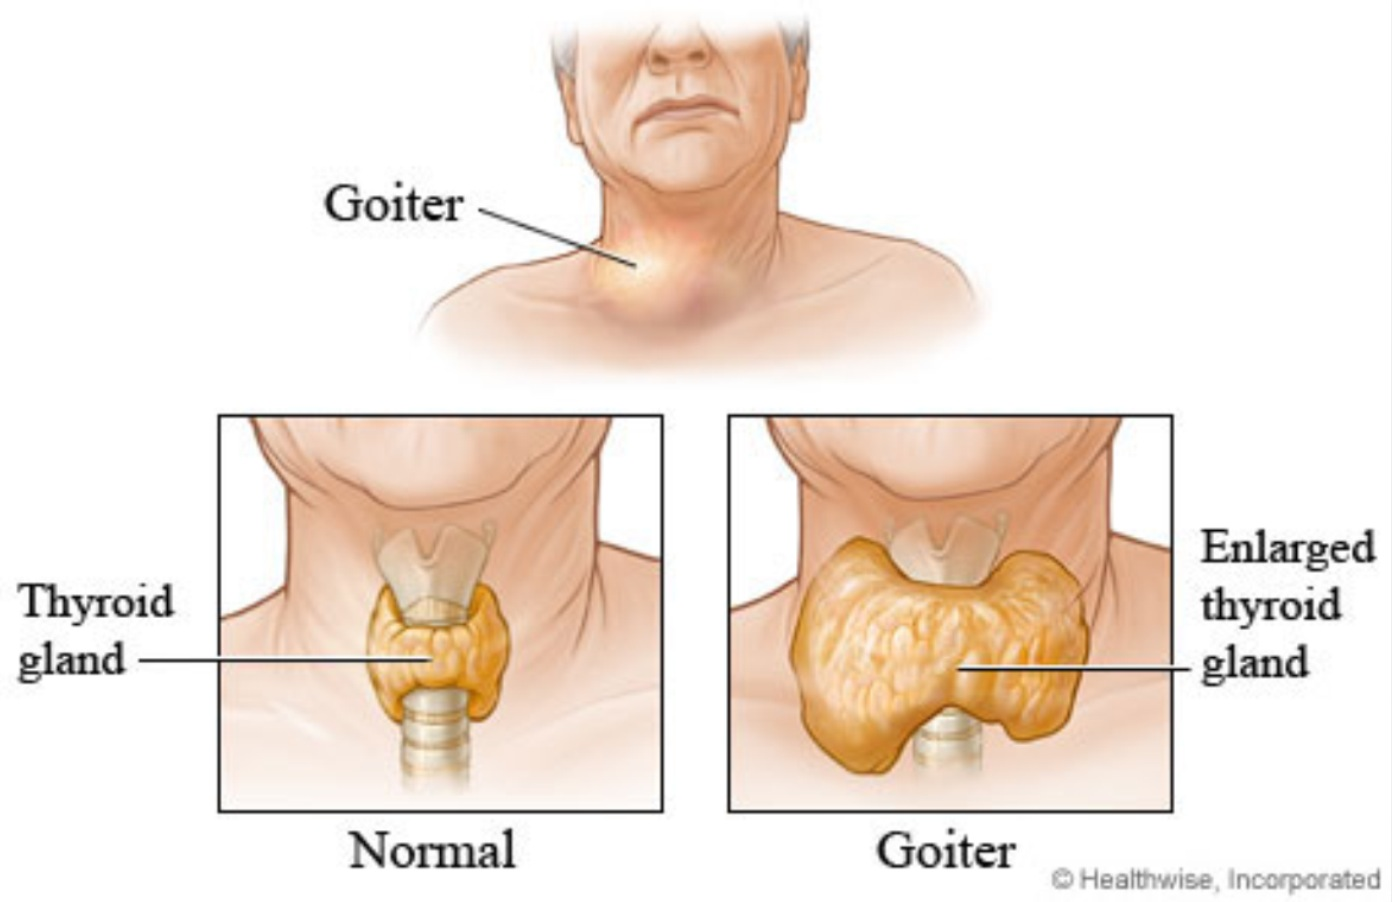 Goiter
Thyroid
gland
Enlarged
thyroid
gland
Normal
Goiter
© Healthwise, Incorporated